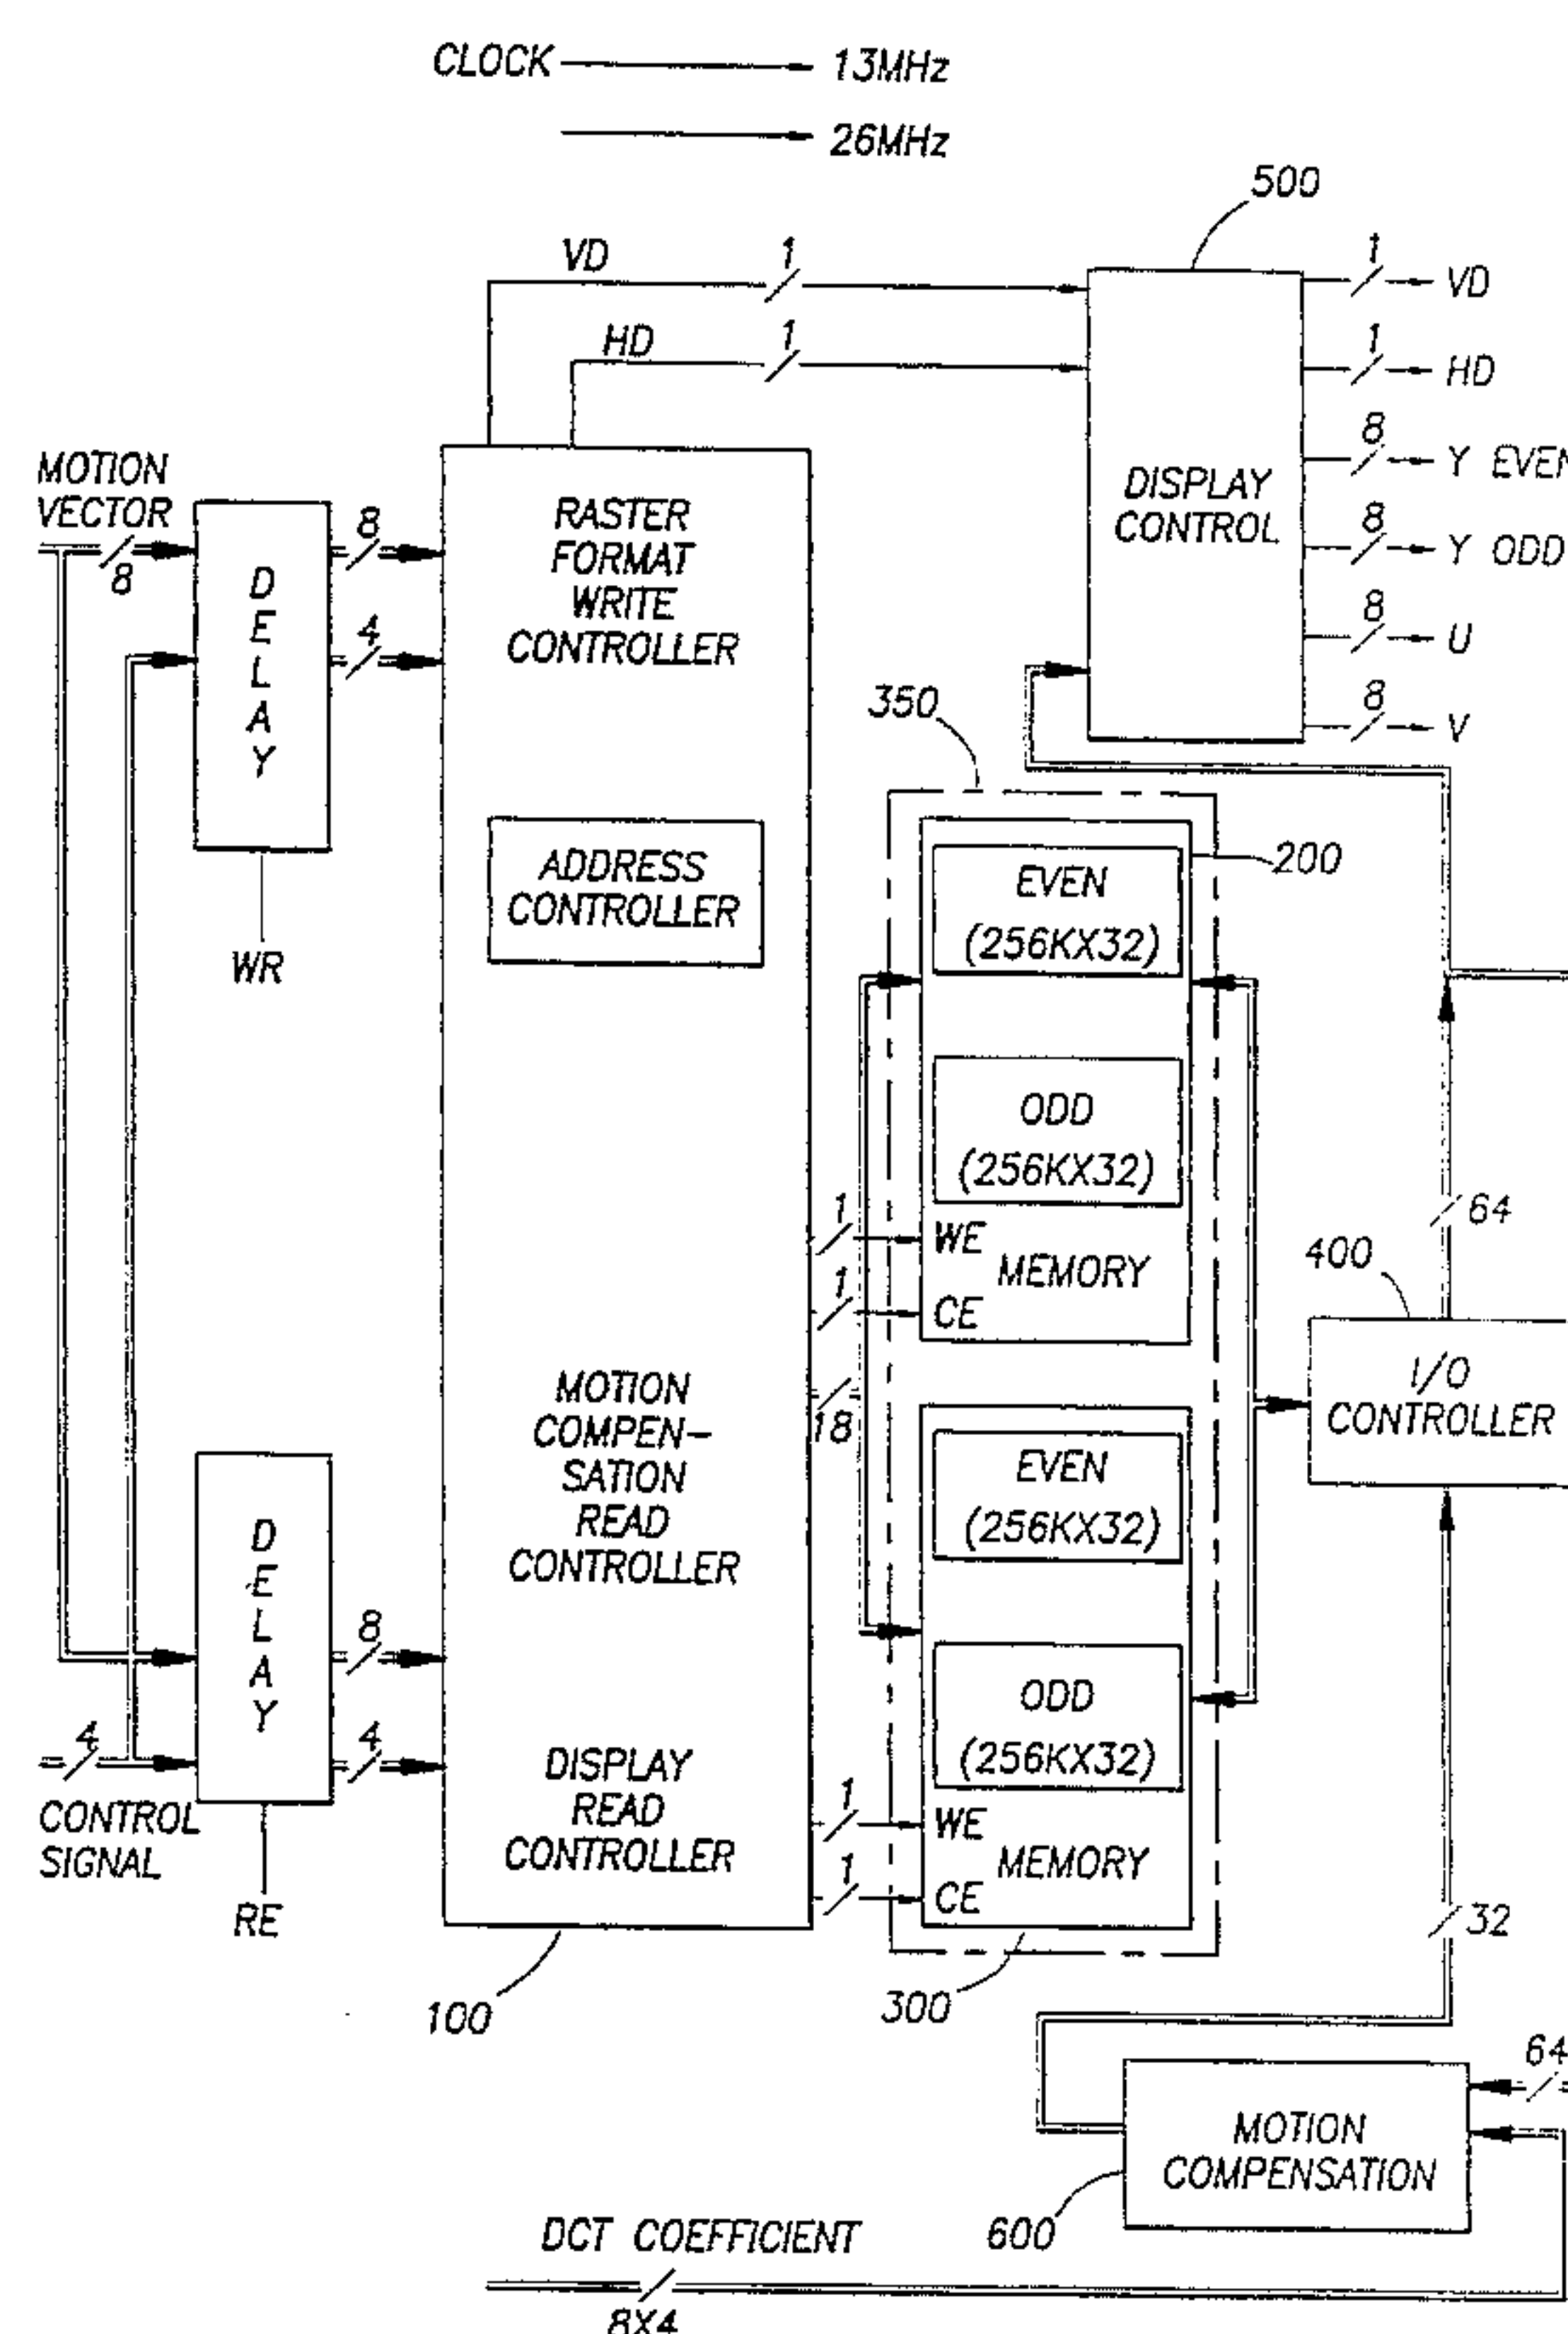 CLOCK 13MHz
26MHz
500
VD 1
HD 1
1 VD
1 HD
8 Y EVEN
8 Y ODD
8 U
8 V
DISPLAY
CONTROL
MOTION
VECTOR
8
DELAY
8
4
WR
RASTER
FORMAT
WRITE
CONTROLLER
ADDRESS
CONTROLLER
350
200
EVEN
(256KX32)
ODD
(256KX32)
1 WE
MEMORY
1 CE
18
64
400
I/O
CONTROLLER
MOTION
COMPEN-
SATION
READ
CONTROLLER
EVEN
(256KX32)
ODD
(256KX32)
1 WE
MEMORY
1 CE
DELAY
8
4
4
CONTROL
SIGNAL
RE
DISPLAY
READ
CONTROLLER
100
300
32
64
MOTION
COMPENSATION
600
DCT COEFFICIENT
8X4